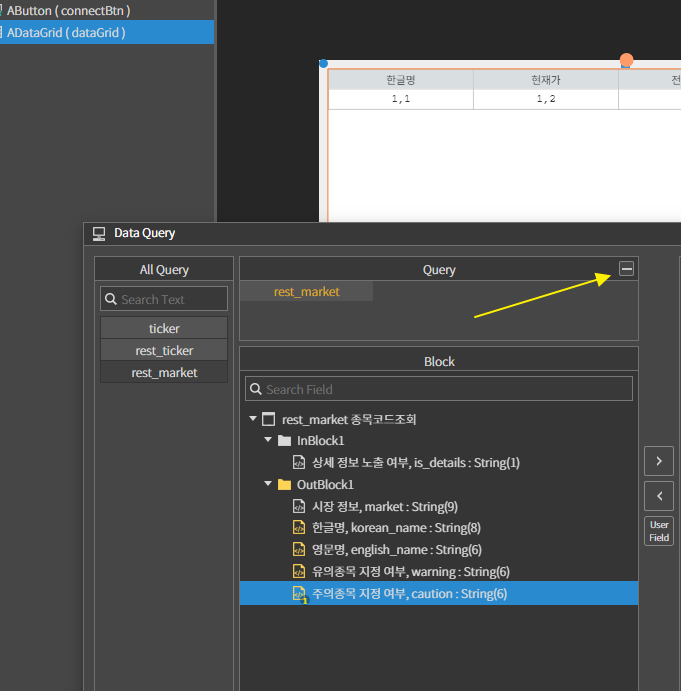 AButton ( connectBtn )
ADataGrid ( dataGrid )
한글명 현재가 전
1,1 1,2
Data Query
All Query
Search Text
ticker
rest_ticker
rest_market
Query
rest_market
Block
Search Field
rest_market 종목코드조회
InBlock1
상세 정보 노출 여부, is_details : String(1)
OutBlock1
시장 정보, market : String(9)
한글명, korean_name : String(8)
영문명, english_name : String(6)
유의종목 지정 여부, warning : String(6)
1 주의종목 지정 여부, caution : String(6)
>
<
User
Field